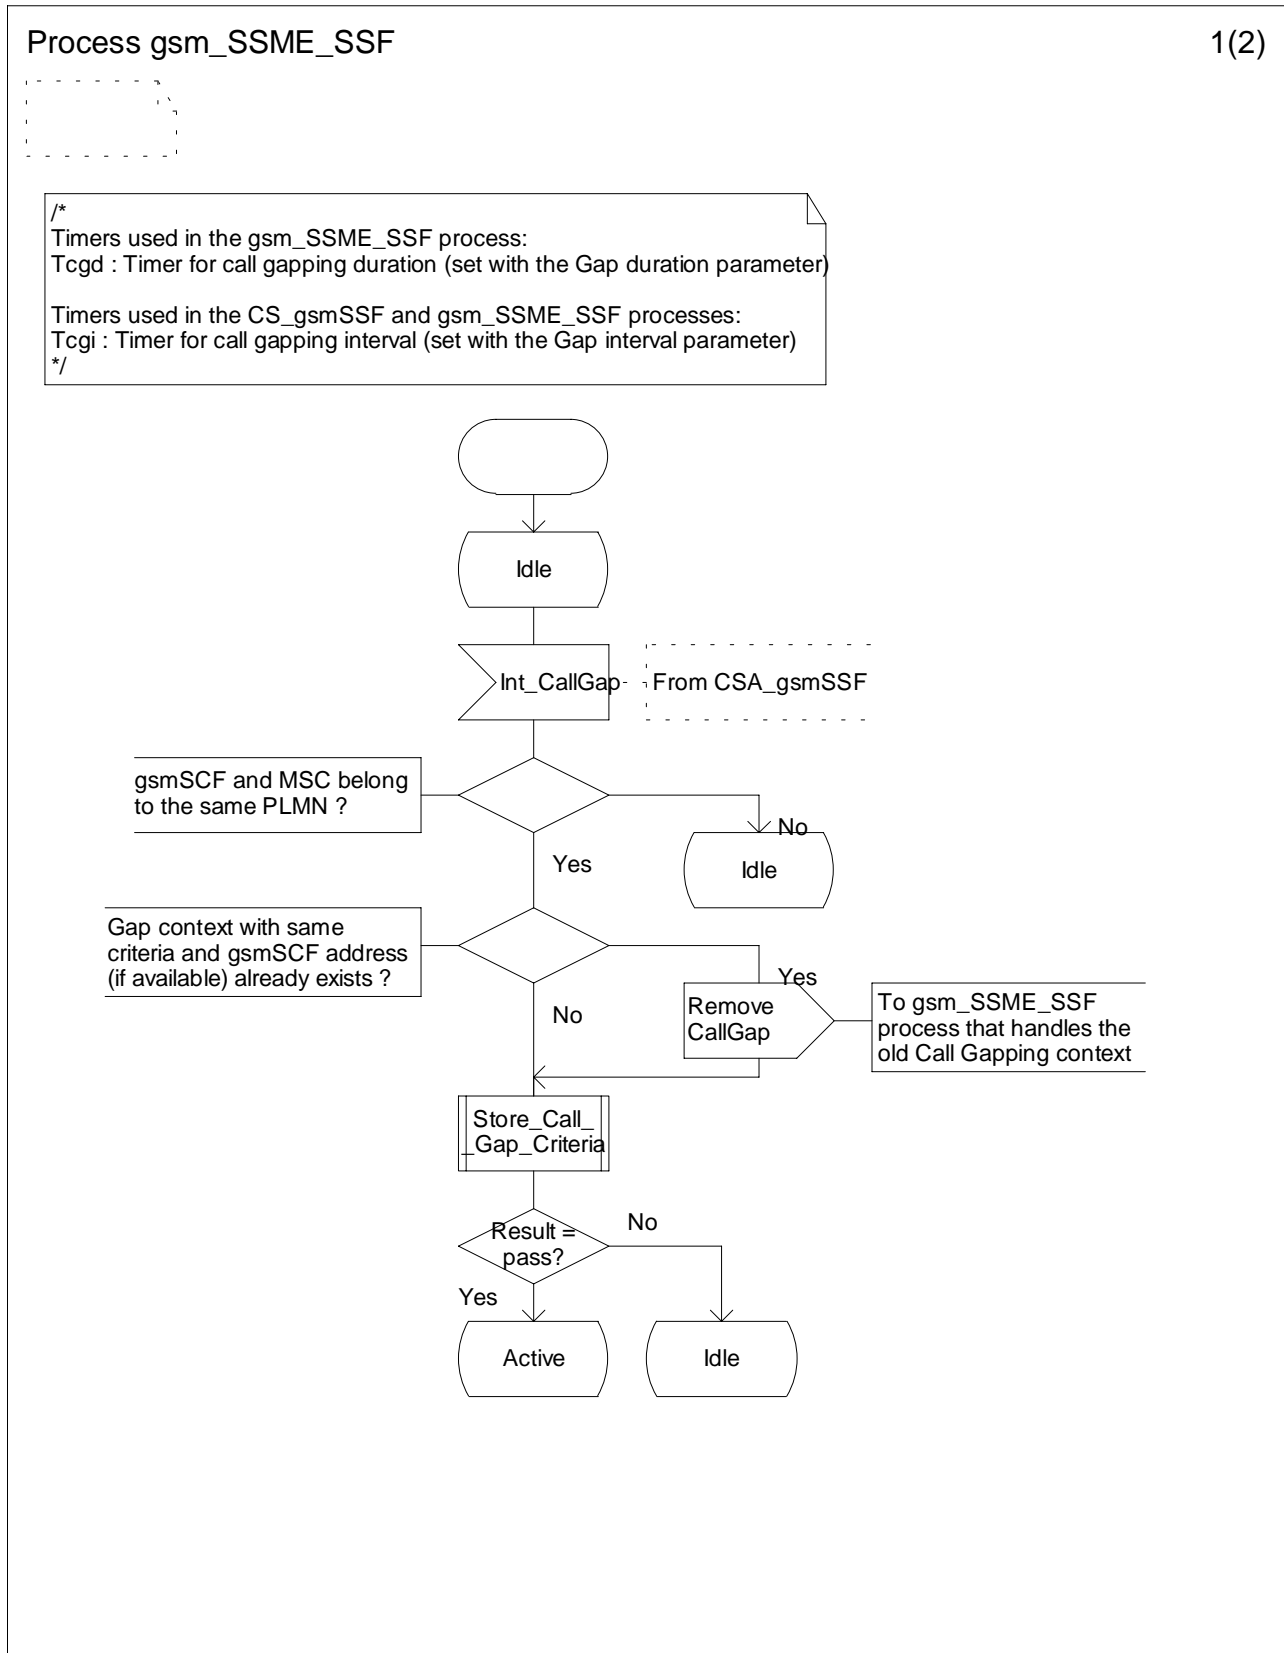 Process gsm_SSME_SSF
1(2)
/*
Timers used in the gsm_SSME_SSF process:
Tcgd : Timer for call gapping duration (set with the Gap duration parameter)
Timers used in the CS_gsmSSF and gsm_SSME_SSF processes:
Tcgi : Timer for call gapping interval (set with the Gap interval parameter)
*/
Idle
Int_CallGap
From CSA_gsmSSF
gsmSCF and MSC belong
to the same PLMN ?
No
Idle
Yes
Gap context with same
criteria and gsmSCF address
(if available) already exists ?
Yes
No
Remove
CallGap
To gsm_SSME_SSF
process that handles the
old Call Gapping context
Store_Call_
_Gap_Criteria
Result =
pass?
No
Yes
Active
Idle